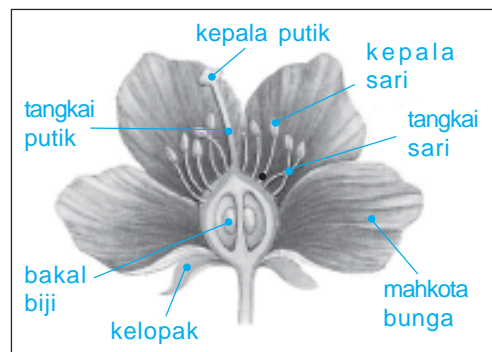 kepala putik
kepala
sari
tangkai
putik
tangkai
sari
bakal
biji
kelopak
mahkota
bunga